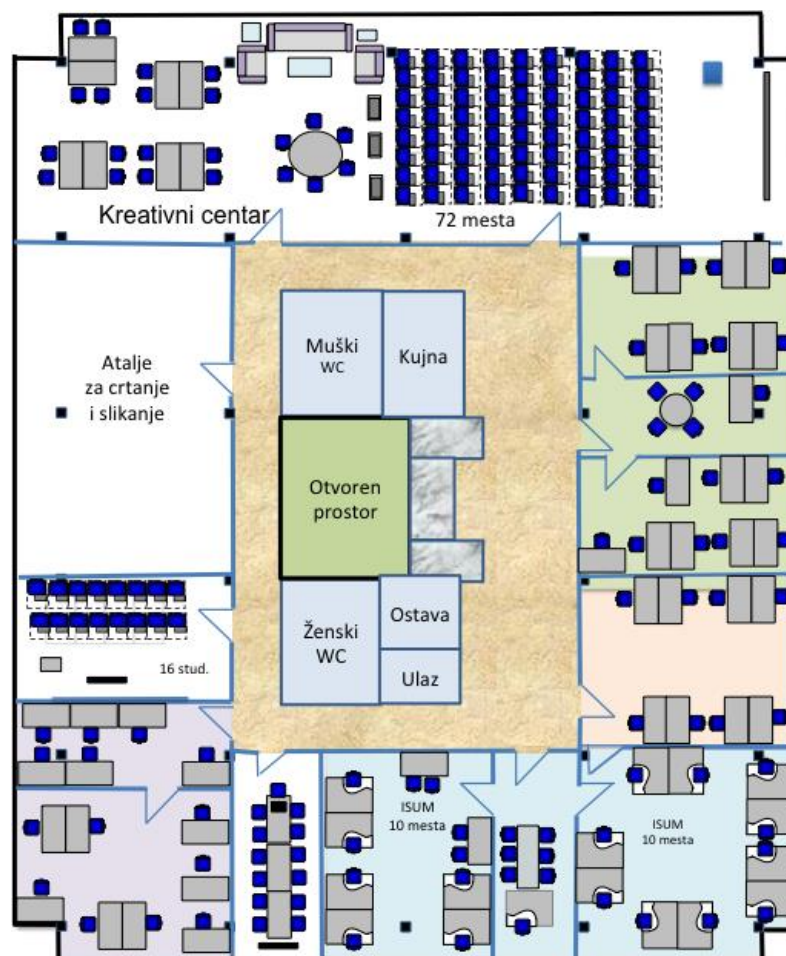 Kreativni centar
72 mesta
Muški
WC
Kujna
Atalje
za crtanje
i slikanje
Otvoren
prostor
Ženski
WC
Ostava
Ulaz
16 stud.
ISUM
10 mesta
ISUM
10 mesta